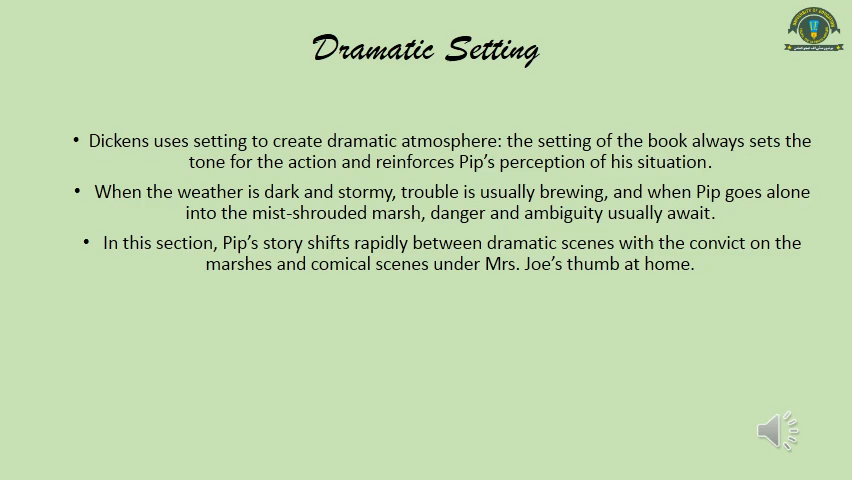 Dramatic Setting
• Dickens uses setting to create dramatic atmosphere: the setting of the book always sets the
tone for the action and reinforces Pip’s perception of his situation.
• When the weather is dark and stormy, trouble is usually brewing, and when Pip goes alone
into the mist-shrouded marsh, danger and ambiguity usually await.
• In this section, Pip’s story shifts rapidly between dramatic scenes with the convict on the
marshes and comical scenes under Mrs. Joe’s thumb at home.
UNIVERSITY OF EDUCATION